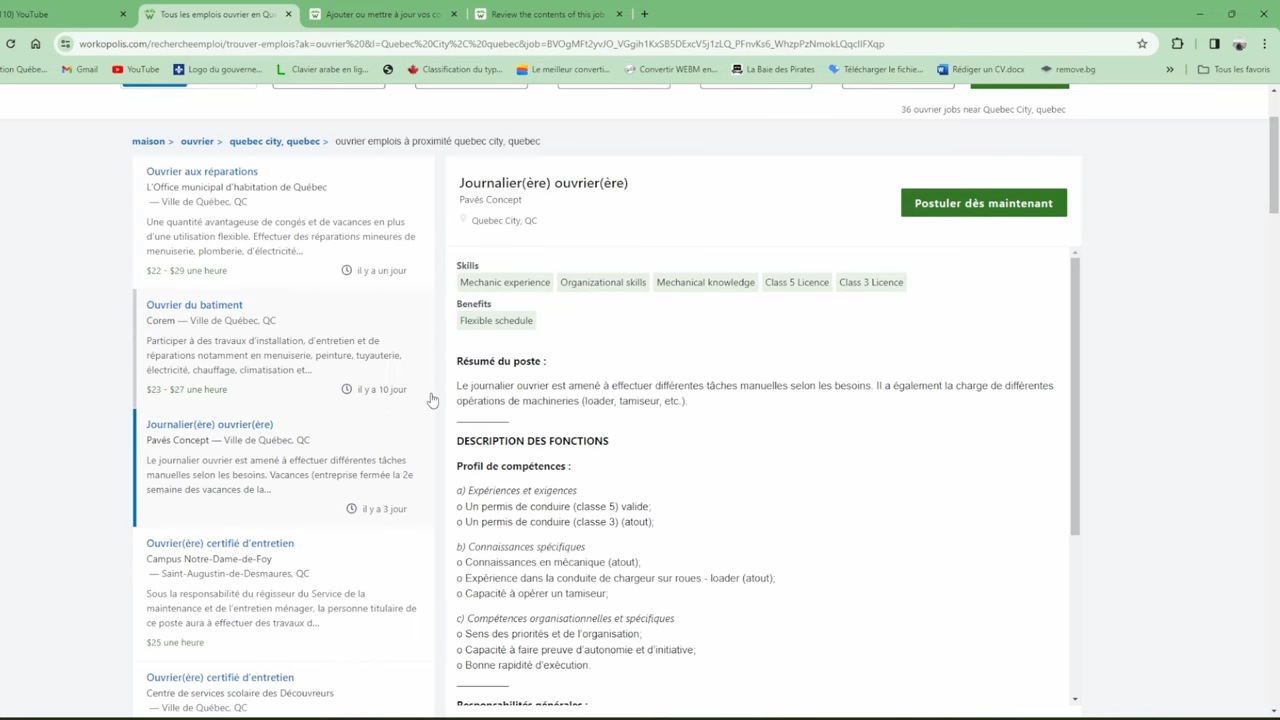 10) YouTube
Tous les emplois ouvrier en Qu
Ajouter ou mettre à jour vos co
Review the contents of this job
workopolis.com/rechercheemploi/trouver-emplois?ak=ouvrier%20&l=Quebec%20City%2C%20quebec&job=BVOgMFt2yvJO_VGgih1KxSB5DExcV5j1zLQ_PFnvKs6_WhzpPzNmokLQqcIIFXqp
tion Québe...
Gmail
YouTube
Logo du gouverne...
Clavier arabe en lig...
Classification du typ...
Le meilleur converti...
Convertir WEBM en...
La Baie des Pirates
Télécharger le fichie...
Rédiger un CV.docx
remove.bg
Tous les favoris
36 ouvrier jobs near Quebec City, quebec
maison > ouvrier > quebec city, quebec > ouvrier emplois à proximité quebec city, quebec
Ouvrier aux réparations
L'Office municipal d'habitation de Québec
— Ville de Québec, QC
Une quantité avantageuse de congés et de vacances en plus
d'une utilisation flexible. Effectuer des réparations mineures de
menuiserie, plomberie, d'électricité...
$22 - $29 une heure
il y a un jour
Ouvrier du batiment
Corem — Ville de Québec, QC
Participer à des travaux d'installation, d'entretien et de
réparations notamment en menuiserie, peinture, tuyauterie,
électricité, chauffage, climatisation et...
$23 - $27 une heure
il y a 10 jour
Journalier(ère) ouvrier(ère)
Pavés Concept — Ville de Québec, QC
Le journalier ouvrier est amené à effectuer différentes tâches
manuelles selon les besoins. Vacances (entreprise fermée la 2e
semaine des vacances de la...
il y a 3 jour
Ouvrier(ère) certifié d'entretien
Campus Notre-Dame-de-Foy
— Saint-Augustin-de-Desmaures, QC
Sous la responsabilité du régisseur du Service de la
maintenance et de l'entretien ménager, la personne titulaire de
ce poste aura à effectuer des travaux d...
$25 une heure
Ouvrier(ère) certifié d'entretien
Centre de services scolaire des Découvreurs
— Ville de Québec, QC
Journalier(ère) ouvrier(ère)
Pavés Concept
Quebec City, QC
Postuler dès maintenant
Skills
Mechanic experience
Organizational skills
Mechanical knowledge
Class 5 Licence
Class 3 Licence
Benefits
Flexible schedule
Résumé du poste :
Le journalier ouvrier est amené à effectuer différentes tâches manuelles selon les besoins. Il a également la charge de différentes
opérations de machineries (loader, tamiseur, etc.).
DESCRIPTION DES FONCTIONS
Profil de compétences :
a) Expériences et exigences
o Un permis de conduire (classe 5) valide;
o Un permis de conduire (classe 3) (atout);
b) Connaissances spécifiques
o Connaissances en mécanique (atout);
o Expérience dans la conduite de chargeur sur roues - loader (atout);
o Capacité à opérer un tamiseur;
c) Compétences organisationnelles et spécifiques
o Sens des priorités et de l'organisation;
o Capacité à faire preuve d'autonomie et d'initiative;
o Bonne rapidité d'exécution.
Responsabilités générales :